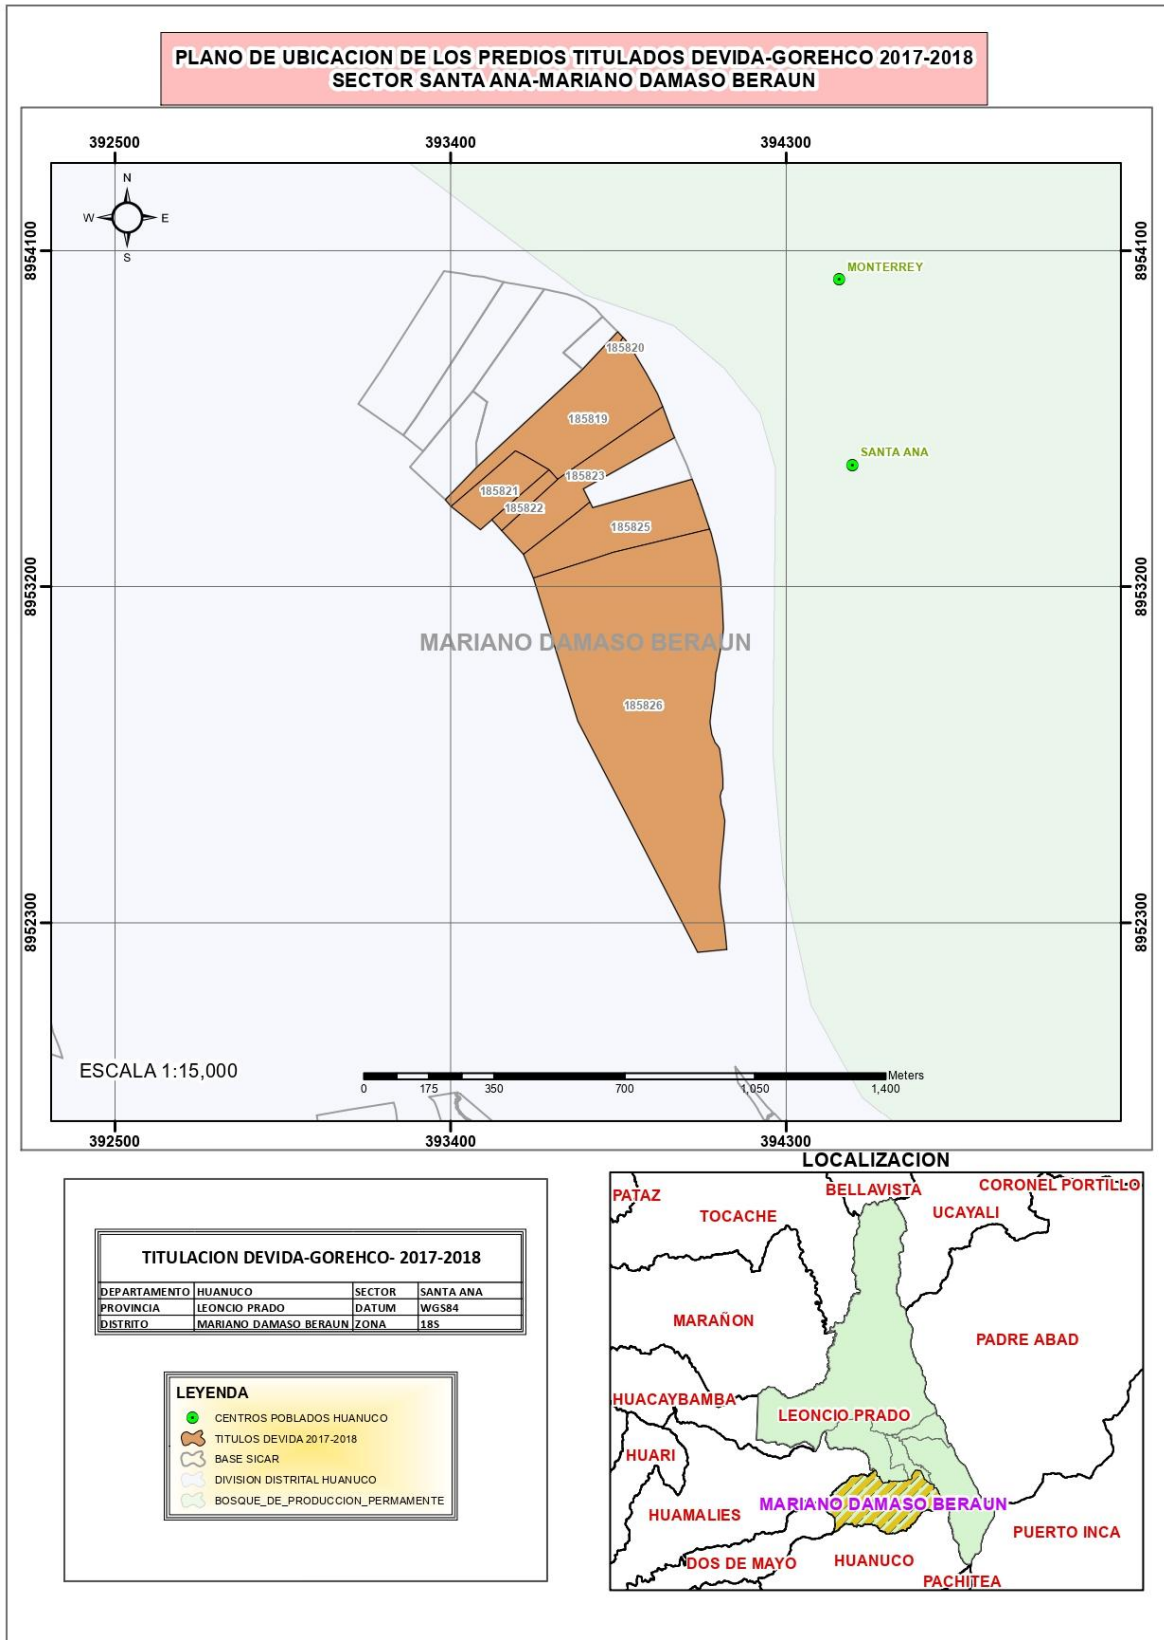 PLANO DE UBICACION DE LOS PREDIOS TITULADOS DEVIDA-GOREHCO 2017-2018
SECTOR SANTA ANA-MARIANO DAMASO BERAUN
392500
393400
394300
N
W
E
S
8954100
8954100
MONTERREY
185820
185819
SANTA ANA
185823
185821
185822
185825
8953200
8953200
MARIANO DAMASO BERAUN
185826
8952300
8952300
ESCALA 1:15,000
Meters
0
175
350
700
1,050
1,400
392500
393400
394300
LOCALIZACION
PATAZ
BELLAVISTA
CORONEL PORTILLO
TOCACHE
UCAYALI
MARAÑON
PADRE ABAD
HUACAYBAMBA
LEONCIO PRADO
HUARI
MARIANO DAMASO BERAUN
HUAMALIES
PUERTO INCA
DOS DE MAYO
HUANUCO
PACHITEA
TITULACION DEVIDA-GOREHCO- 2017-2018
DEPARTAMENTO HUANUCO SECTOR SANTA ANA
PROVINCIA LEONCIO PRADO DATUM WGS84
DISTRITO MARIANO DAMASO BERAUN ZONA 18S
LEYENDA
CENTROS POBLADOS HUANUCO
TITULOS DEVIDA 2017-2018
BASE SICAR
DIVISION DISTRITAL HUANUCO
BOSQUE_DE_PRODUCCION_PERMAMENTE